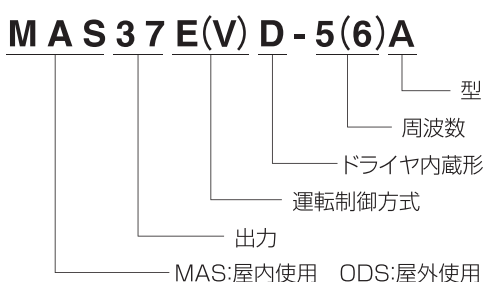 MAS37E(V)D-5(6)A
型
周波数
ドライヤ内蔵形
運転制御方式
出力
MAS:屋内使用 ODS:屋外使用